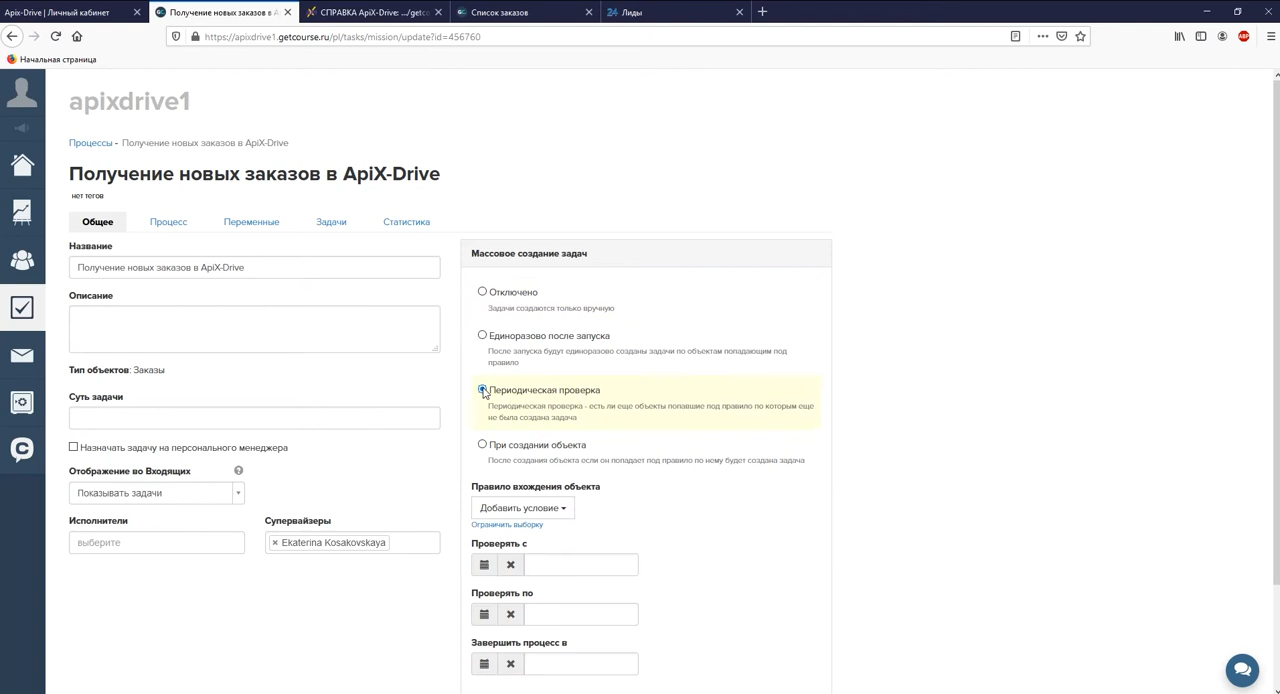 Apix-Drive | Личный кабинет
Получение новых заказов в A
СПРАВКА ApiX-Drive: .../getc
Список заказов
Лиды
https://apixdrive1.getcourse.ru/pl/tasks/mission/update?id=456760
Начальная страница
apixdrive1
Процессы - Получение новых заказов в ApiX-Drive
Получение новых заказов в ApiX-Drive
нет тегов
Общее
Процесс
Переменные
Задачи
Статистика
Название
Получение новых заказов в ApiX-Drive
Описание
Тип объектов: Заказы
Суть задачи
Назначать задачу на персонального менеджера
Отображение во Входящих
Показывать задачи
Исполнители
выберите
Супервайзеры
× Ekaterina Kosakovskaya
Массовое создание задач
Отключено
Задачи создаются только вручную
Единоразово после запуска
После запуска будут единоразово созданы задачи по объектам попадающим под
правило
Периодическая проверка
Периодическая проверка - есть ли еще объекты попавшие под правило по которым еще
не была создана задача
При создании объекта
После создания объекта если он попадает под правило по нему будет создана задача
Правило вхождения объекта
Добавить условие
Ограничить выборку
Проверять с
Проверять по
Завершить процесс в